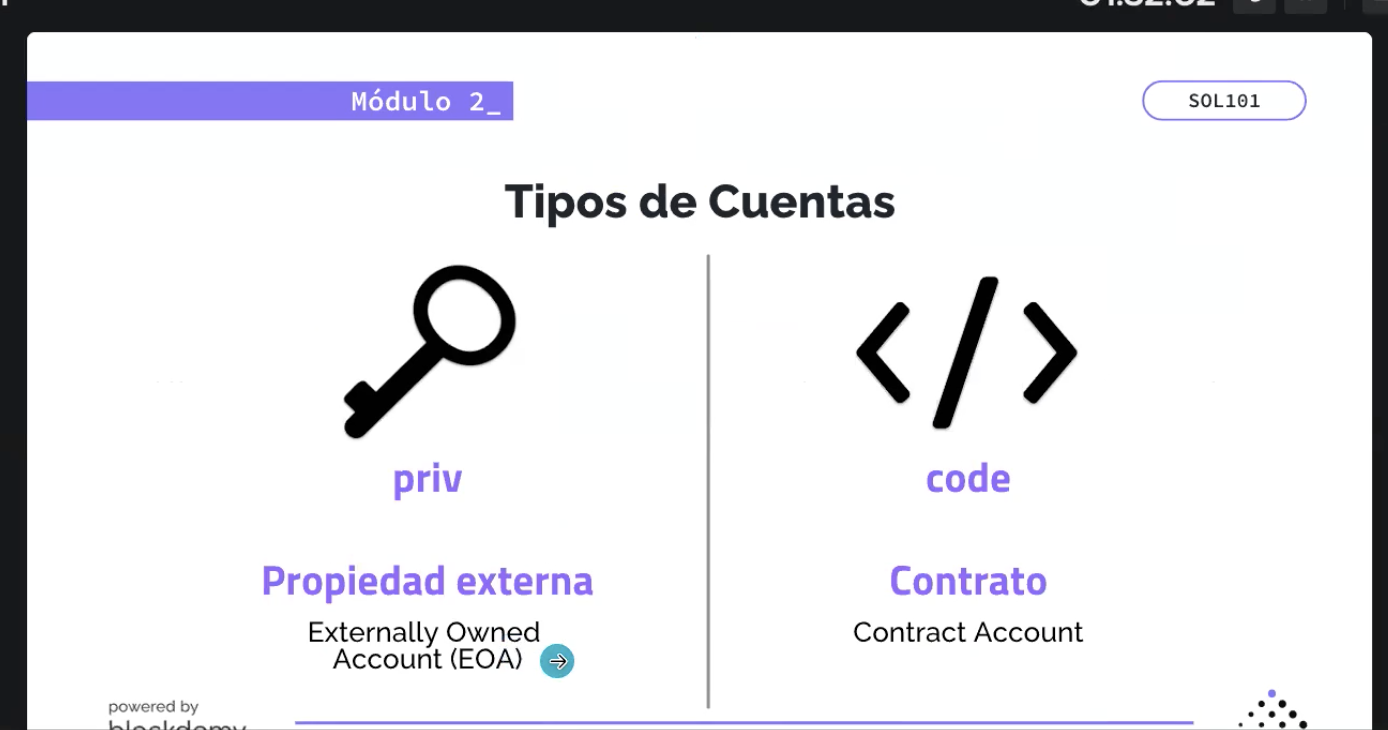 Módulo 2_
SOL101
Tipos de Cuentas
priv
code
Propiedad externa
Externally Owned
Account (EOA)
Contrato
Contract Account
powered by
blockdemy